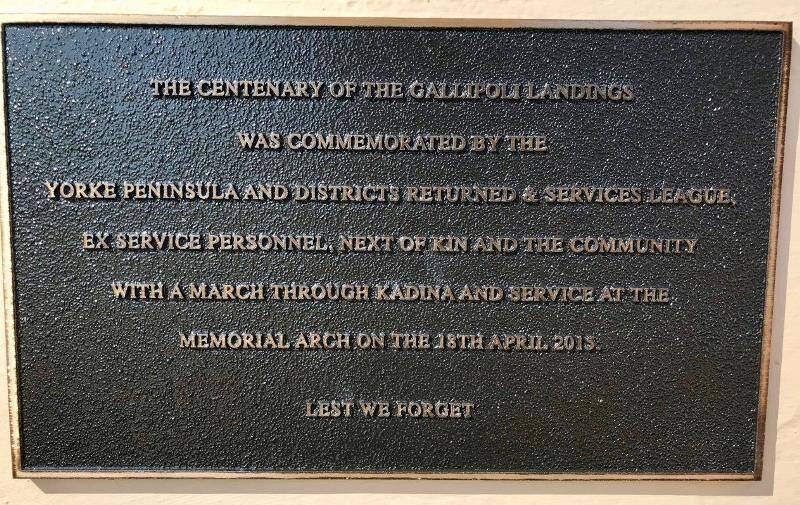 THE CENTENARY OF THE GALLIPOLI LANDINGS
WAS COMMEMORATED BY THE
YORKE PENINSULA AND DISTRICTS RETURNED & SERVICES LEAGUE,
EX SERVICE PERSONNEL, NEXT OF KIN AND THE COMMUNITY
WITH A MARCH THROUGH KADINA AND SERVICE AT THE
MEMORIAL ARCH ON THE 18TH APRIL 2015.
LEST WE FORGET